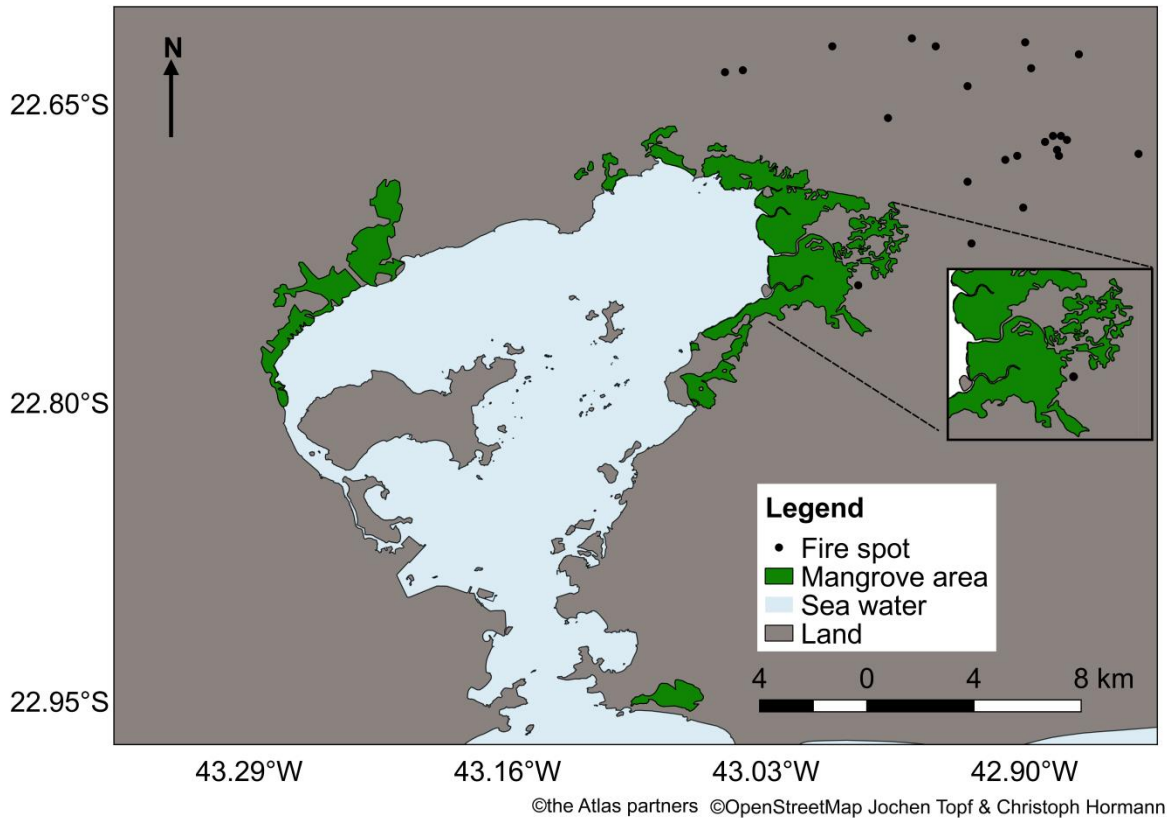 N
22.65°S
22.80°S
22.95°S
Legend
Fire spot
Mangrove area
Sea water
Land
4 0 4 8 km
43.29°W 43.16°W 43.03°W 42.90°W
©the Atlas partners ©OpenStreetMap Jochen Topf & Christoph Hormann